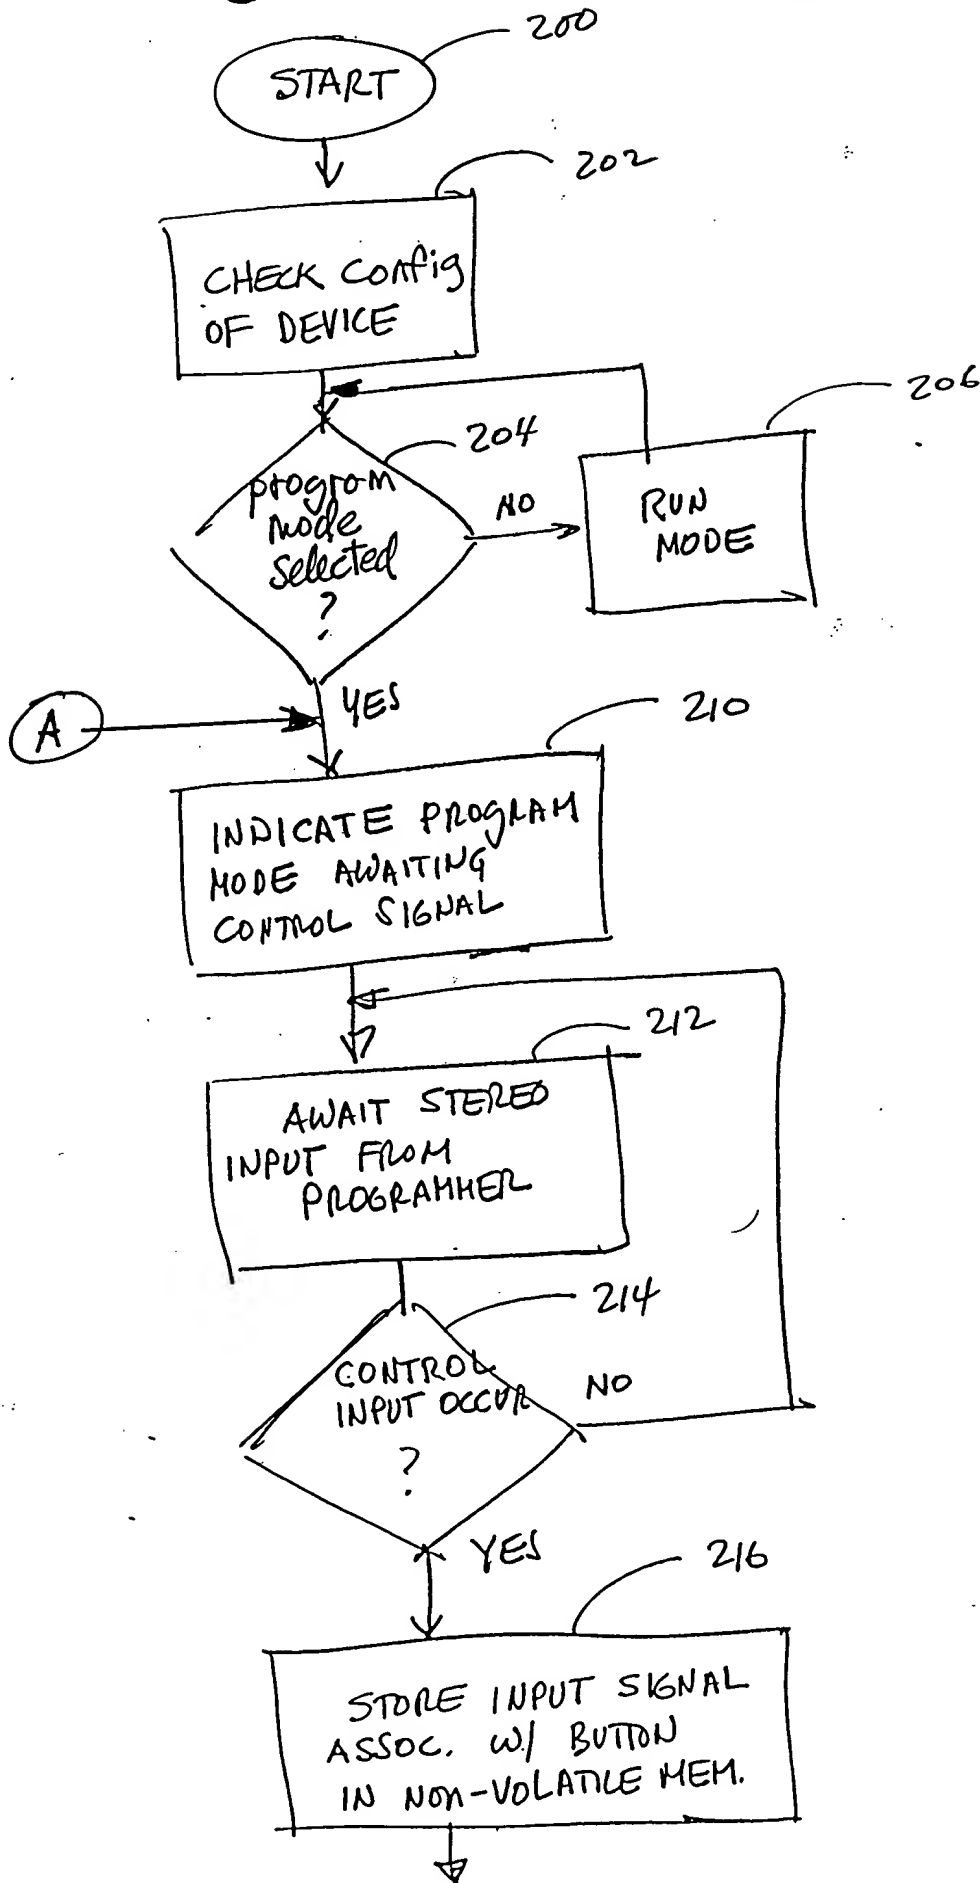 200
START
202
CHECK Config
OF DEVICE
206
204
program
mode
selected
?
NO
RUN
MODE
YES
A
210
INDICATE PROGRAM
MODE AWAITING
CONTROL SIGNAL
212
AWAIT STEREO
INPUT FROM
PROGRAMMER
214
CONTROL
INPUT OCCUR
?
NO
YES
216
STORE INPUT SIGNAL
ASSOC. W/ BUTTON
IN NON-VOLATILE MEM.